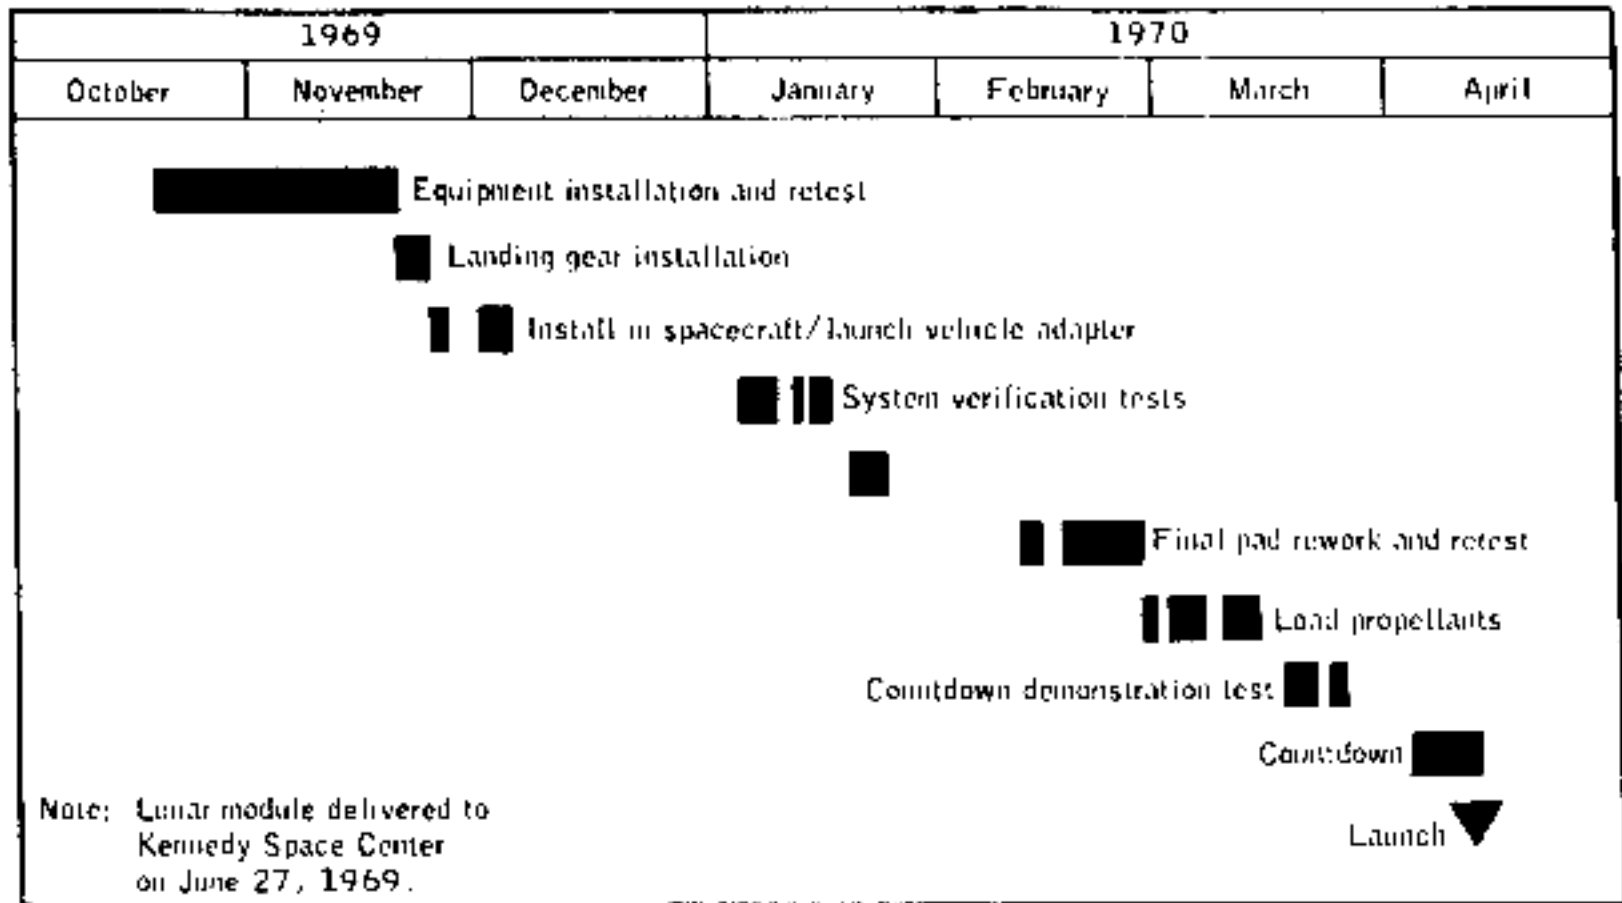 1969 1970
October November December January February March April
Equipment installation and retest
Landing gear installation
Install in spacecraft/launch vehicle adapter
System verification tests
Final pad rework and retest
Load propellants
Countdown demonstration test
Countdown
Launch
Note: Lunar module delivered to
Kennedy Space Center
on June 27, 1969.